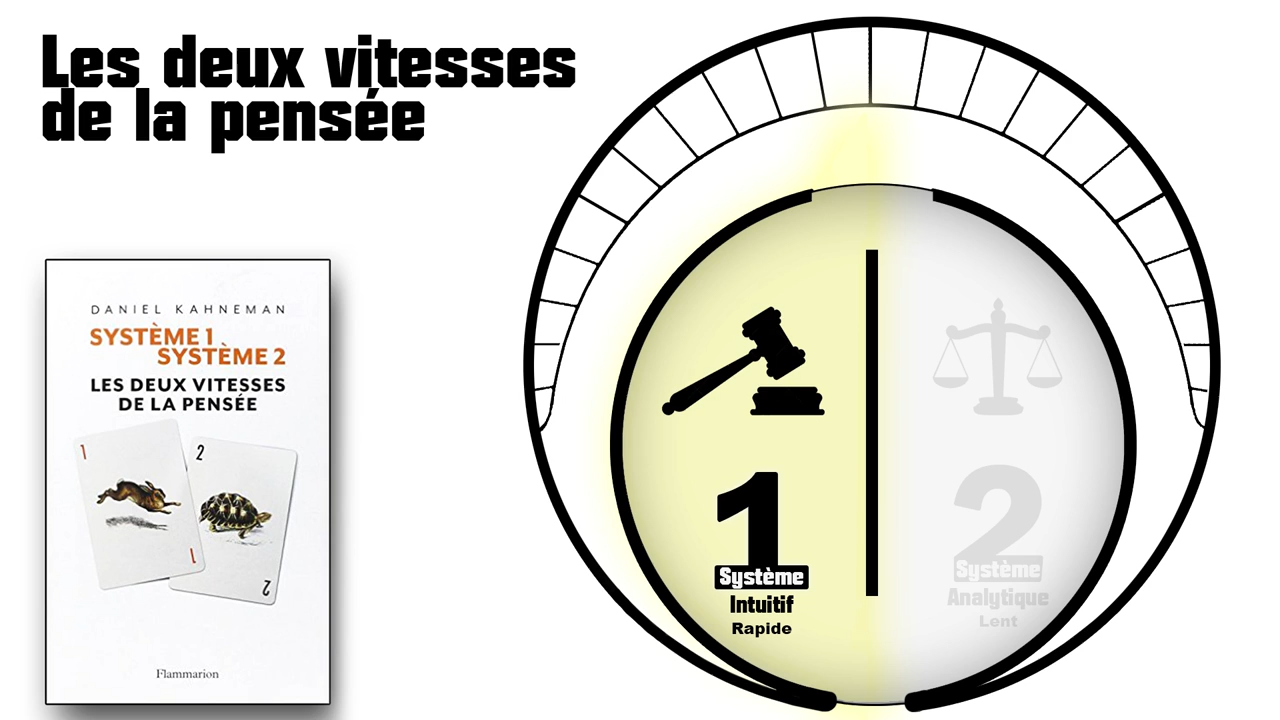 Les deux vitesses
de la pensée
DANIEL KAHNEMAN
SYSTÈME 1
SYSTÈME 2
LES DEUX VITESSES
DE LA PENSÉE
1
1
2
2
Flammarion
1
Système
Intuitif
Rapide
2
Système
Analytique
Lent